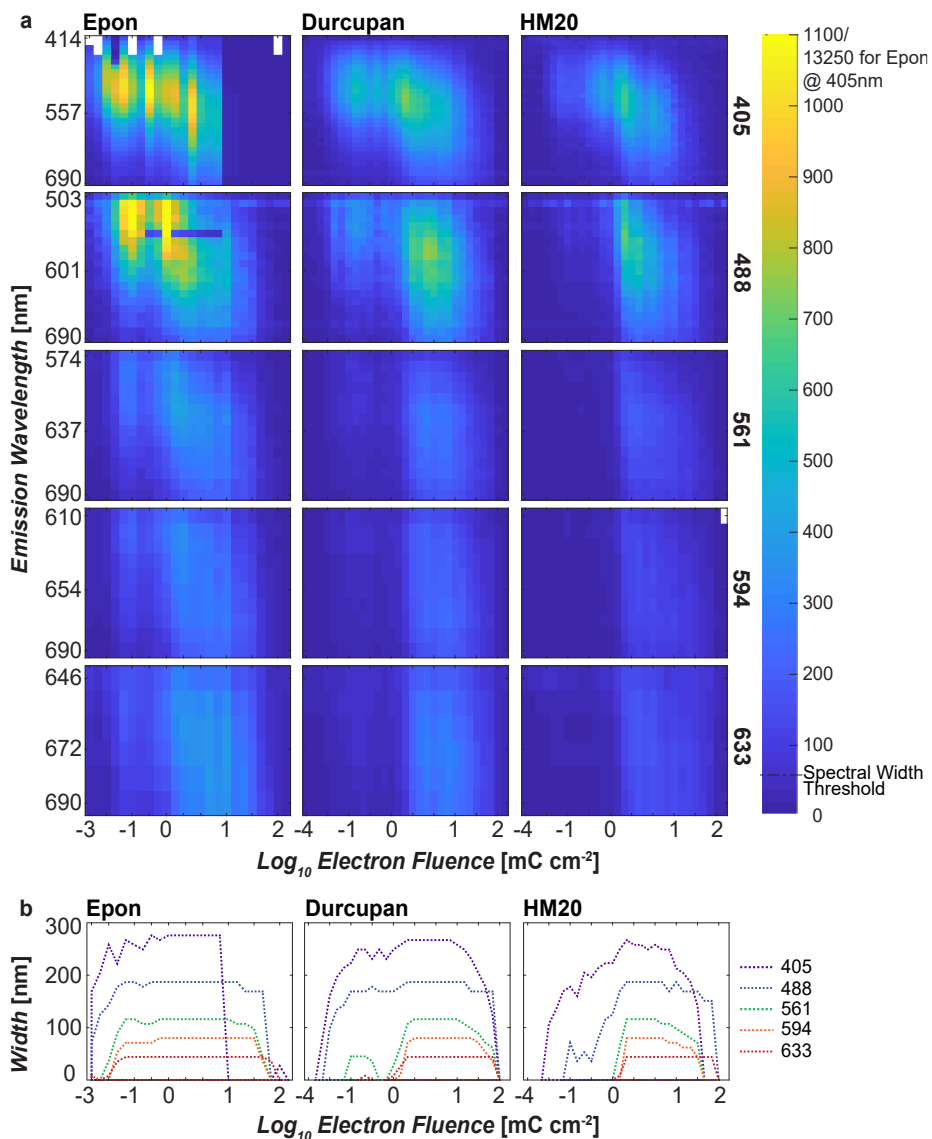 a
Epon
Durcupan
HM20
414
557
690
405
503
601
690
488
574
637
690
561
610
654
690
594
646
672
690
633
Emission Wavelength [nm]
-3 -1 0 1 2
-4 0 1 2
-4 0 1 2
Log10 Electron Fluence [mC cm-2]
1100/
13250 for Epon
@ 405nm
1000
900
800
700
600
500
400
300
200
100
Spectral Width
Threshold
0
b
Epon
Durcupan
HM20
300
200
100
0
Width [nm]
-3 -1 0 1 2
-4 0 1 2
-4 0 1 2
Log10 Electron Fluence [mC cm-2]
405
488
561
594
633